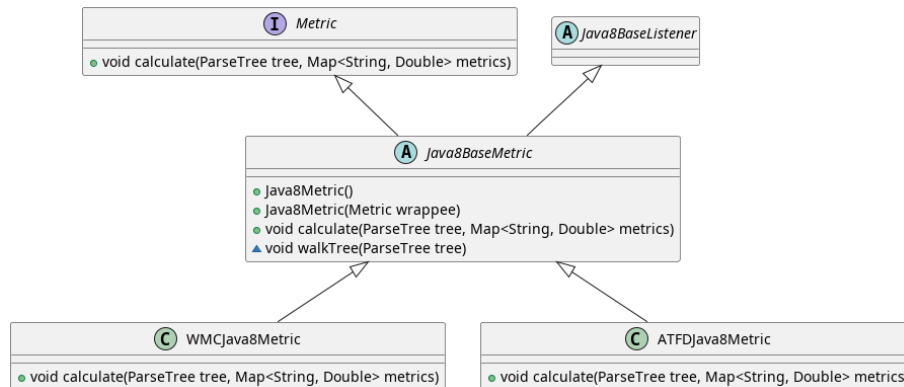 I Metric
void calculate(ParseTree tree, Map<String, Double> metrics)
A Java8BaseListener
A Java8BaseMetric
Java8Metric()
Java8Metric(Metric wrappee)
void calculate(ParseTree tree, Map<String, Double> metrics)
void walkTree(ParseTree tree)
C WMCJava8Metric
void calculate(ParseTree tree, Map<String, Double> metrics)
C ATFDJava8Metric
void calculate(ParseTree tree, Map<String, Double> metrics)